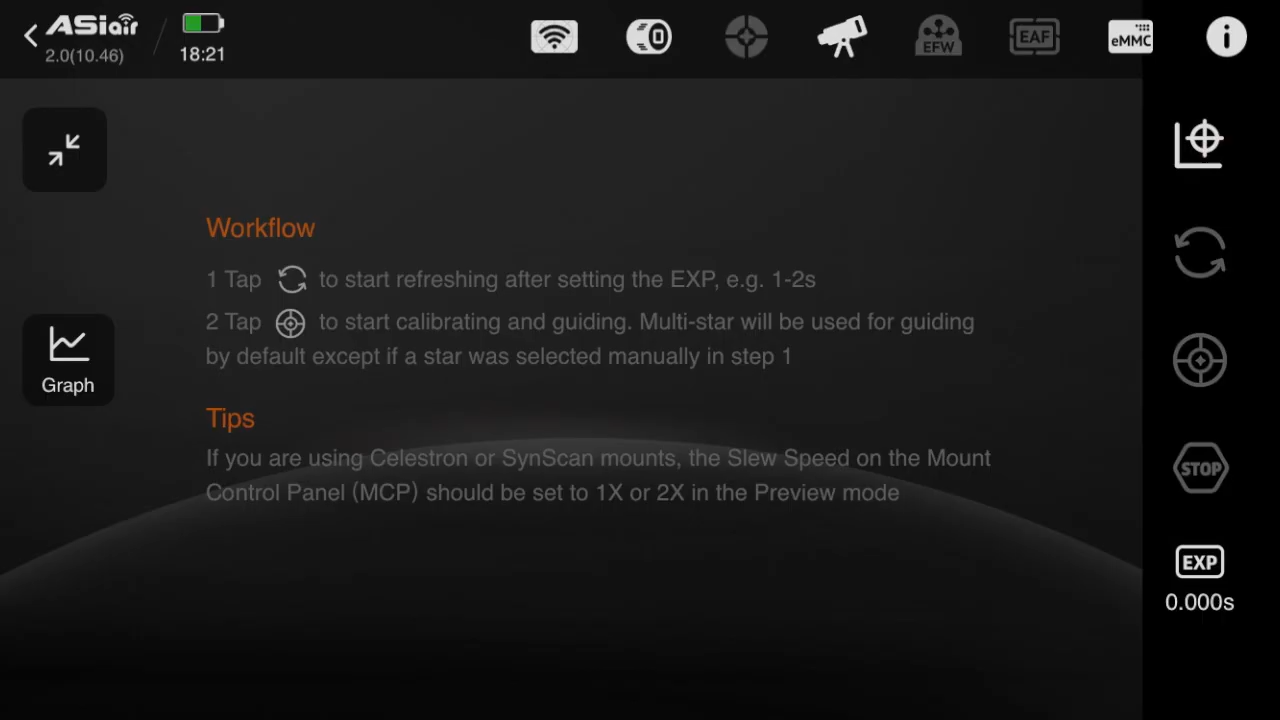 ASiair
2.0(10.46)
18:21
EFW
EAF
eMMC
i
Workflow
1 Tap to start refreshing after setting the EXP, e.g. 1-2s
2 Tap to start calibrating and guiding. Multi-star will be used for guiding
by default except if a star was selected manually in step 1
Graph
Tips
If you are using Celestron or SynScan mounts, the Slew Speed on the Mount
Control Panel (MCP) should be set to 1X or 2X in the Preview mode
STOP
EXP
0.000s